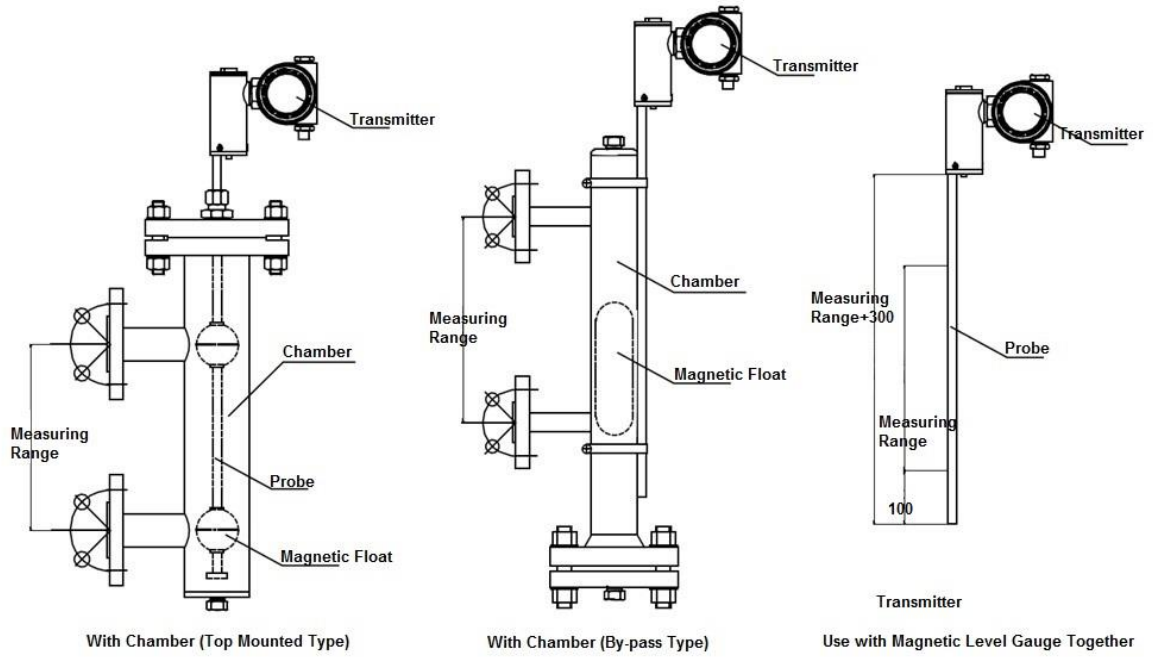 Transmitter
Chamber
Measuring
Range
Probe
Magnetic Float
With Chamber (Top Mounted Type)
Transmitter
Chamber
Measuring
Range
Magnetic Float
With Chamber (By-pass Type)
Transmitter
Measuring
Range+300
Probe
Measuring
Range
100
Transmitter
Use with Magnetic Level Gauge Together